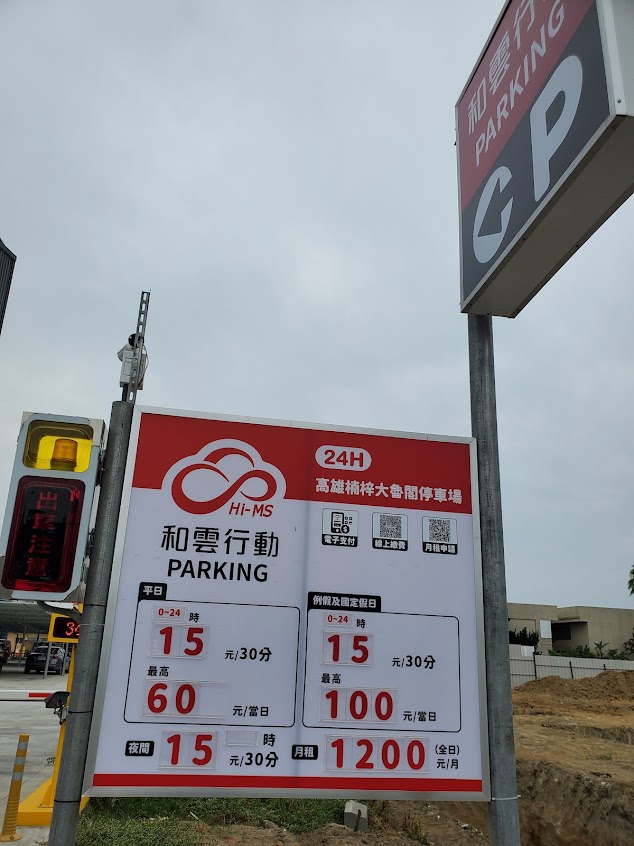 和雲行
PARKING
P
出車注意
24H
高雄楠梓大魯閣停車場
Hi-MS
和雲行動
PARKING
電子支付
線上繳費
月租申請
平日
0~24 時
15 元/30分
最高
60 元/當日
例假及國定假日
0~24 時
15 元/30分
最高
100 元/當日
夜間 15 時
元/30分
月租 1200 (全日)
元/月